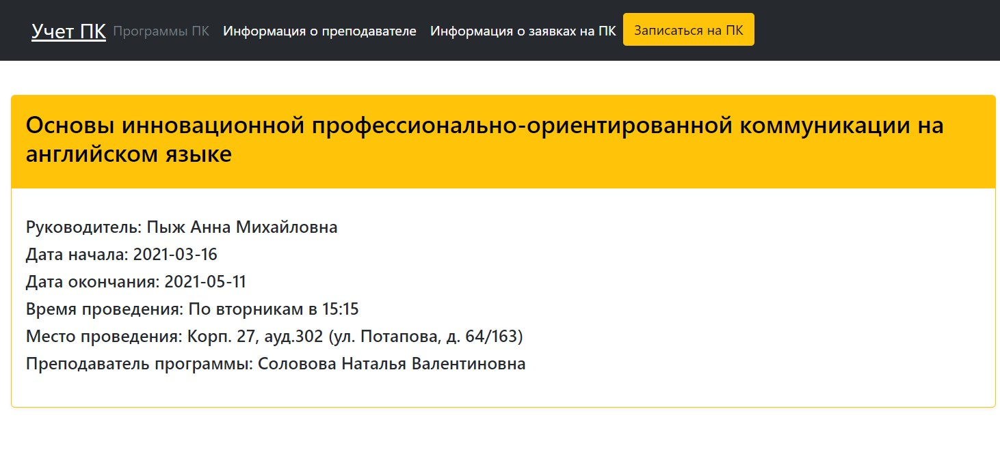 Учет ПК Программы ПК Информация о преподавателе Информация о заявках на ПК Записаться на ПК
Основы инновационной профессионально-ориентированной коммуникации на
английском языке
Руководитель: Пыж Анна Михайловна
Дата начала: 2021-03-16
Дата окончания: 2021-05-11
Время проведения: По вторникам в 15:15
Место проведения: Корп. 27, ауд.302 (ул. Потапова, д. 64/163)
Преподаватель программы: Соловова Наталья Валентиновна